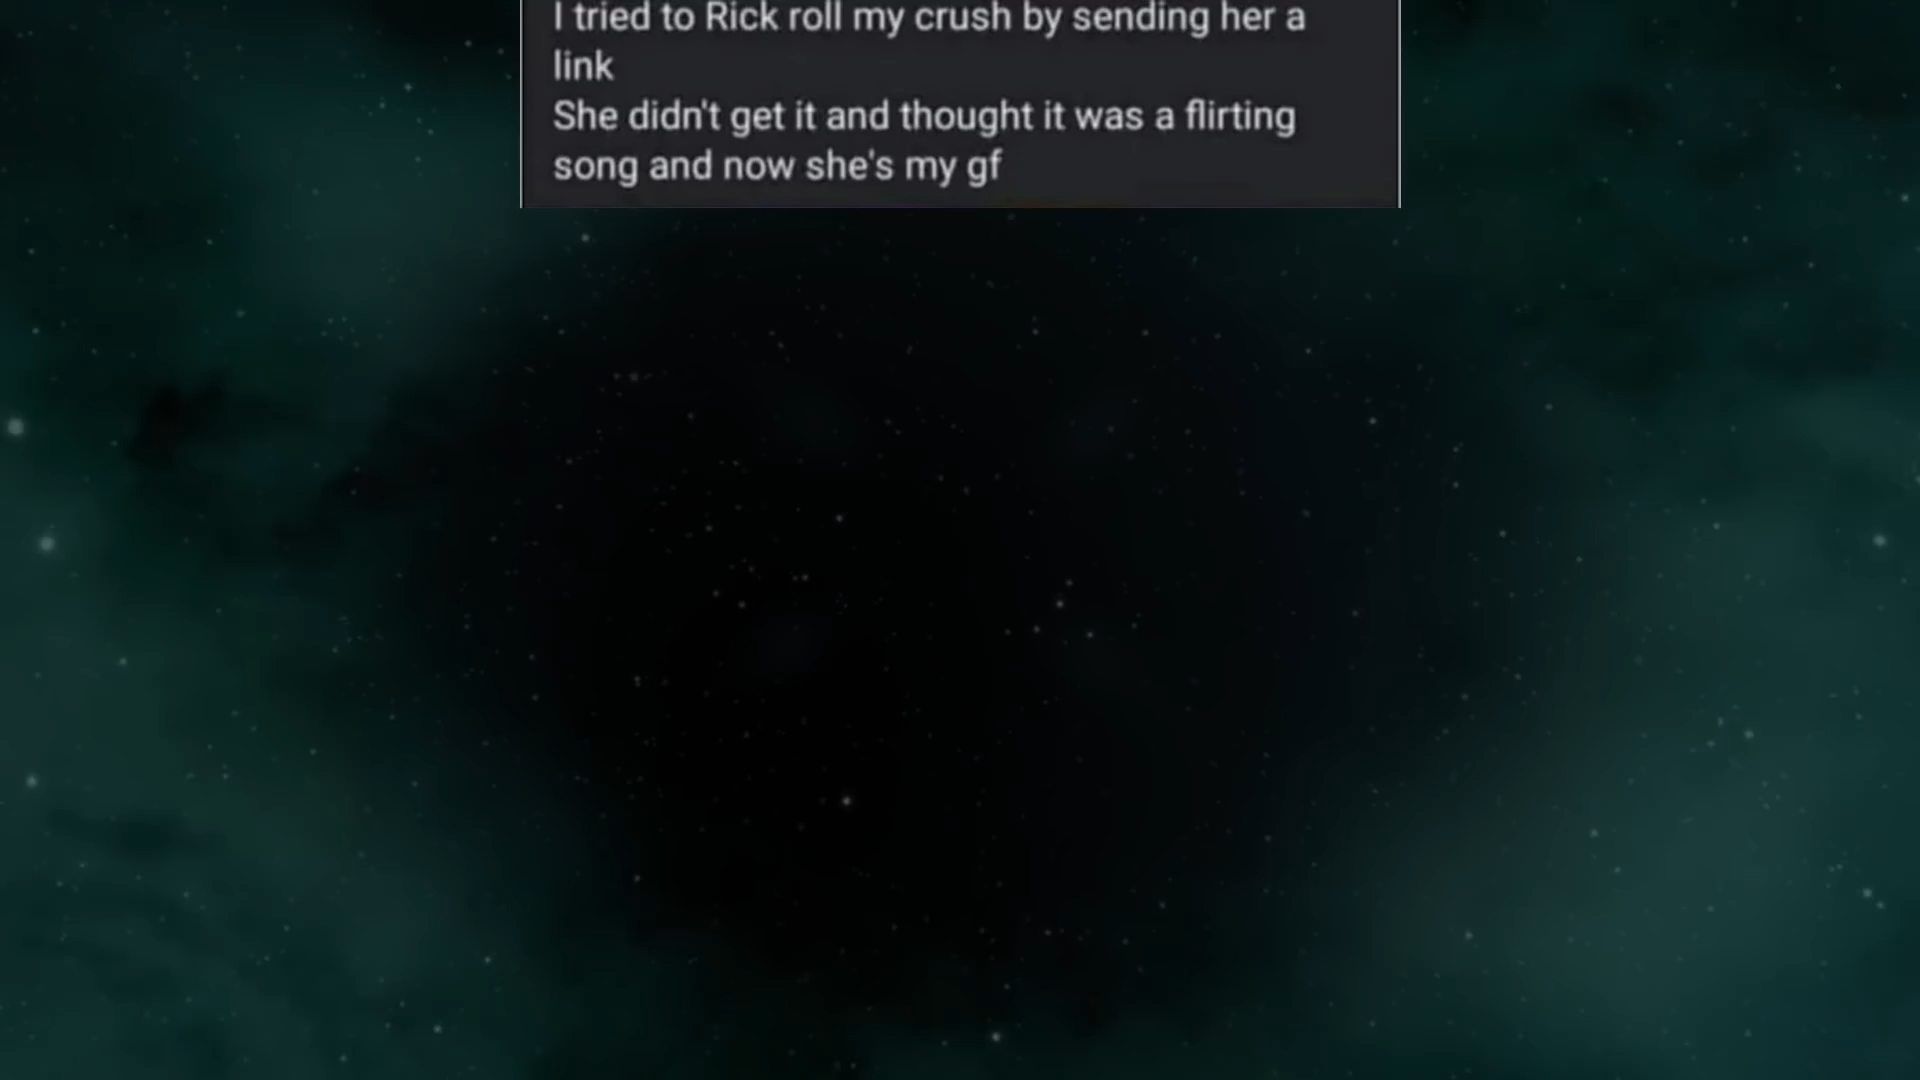 I tried to Rick roll my crush by sending her a
link
She didn't get it and thought it was a flirting
song and now she's my gf